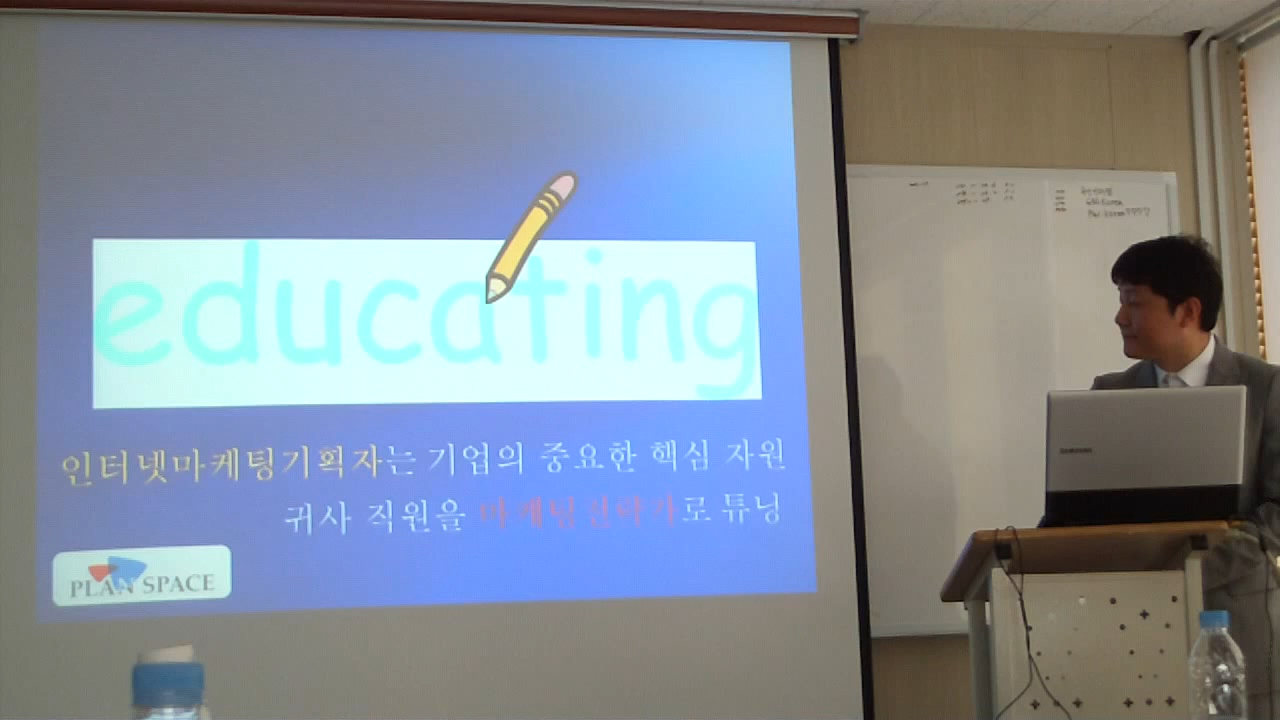 educating
인터넷마케팅기획자는 기업의 중요한 핵심 자원
귀사 직원을 마케팅전략가로 튜닝
PLAN SPACE
SAMSUNG